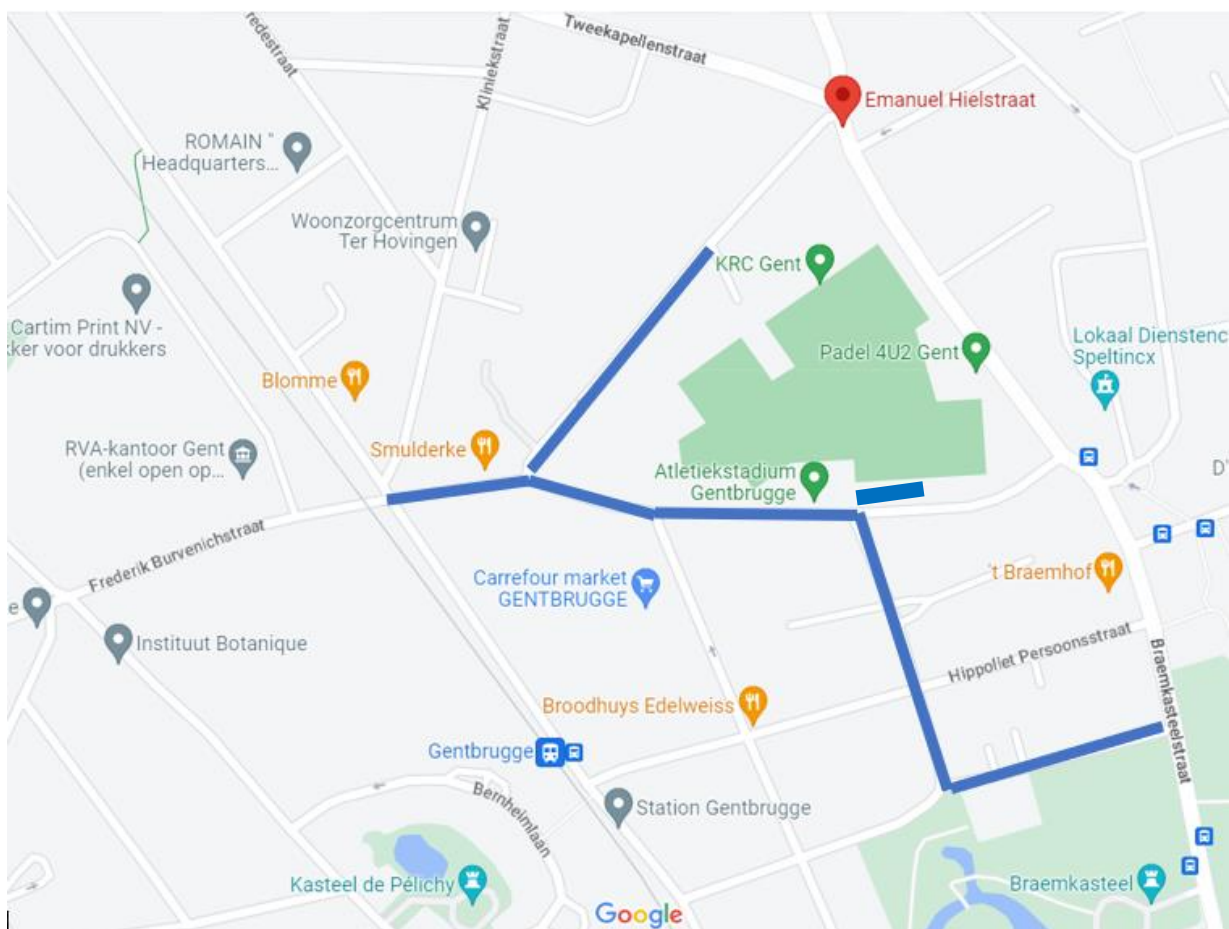 Tweekapellenstraat
redestraat
Kliniekstraat
Emanuel Hielstraat
ROMAIN "
Headquarters...
Woonzorgcentrum
Ter Hovingen
KRC Gent
Cartim Print NV -
kker voor drukkers
Padel 4U2 Gent
Lokaal Dienstenc
Speltincx
Blomme
Smulderke
RVA-kantoor Gent
(enkel open op...
Atletiekstadium
Gentbrugge
D'
Frederik Burvenichstraat
Carrefour market
GENTBRUGGE
't Braemhof
e
Instituut Botanique
Hippoliet Persoonsstraat
Braemkasteelstraat
Broodhuys Edelweiss
Gentbrugge
Bernheimlaan
Station Gentbrugge
Kasteel de Pélichy
Braemkasteel
Google